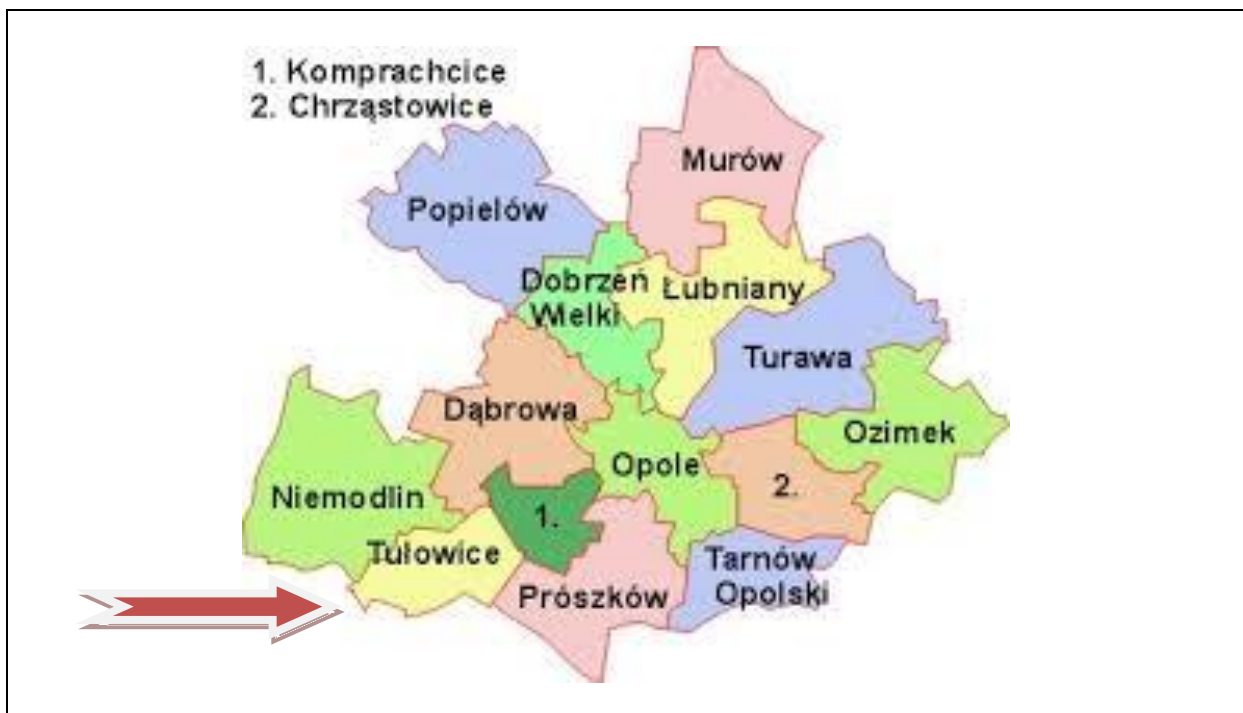 1. Komprachcice
2. Chrząstowice
Murów
Popielów
Dobrzeń
Wielki
Łubniany
Turawa
Dąbrowa
Ozimek
Opole
2.
Niemodlin
1.
Tułowice
Tarnów
Opolski
Prószków